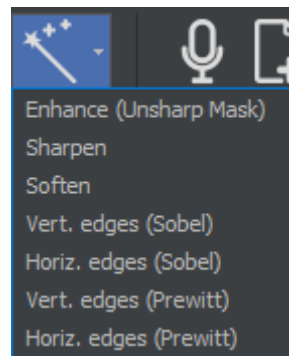 Enhance (Unsharp Mask)
Sharpen
Soften
Vert. edges (Sobel)
Horiz. edges (Sobel)
Vert. edges (Prewitt)
Horiz. edges (Prewitt)